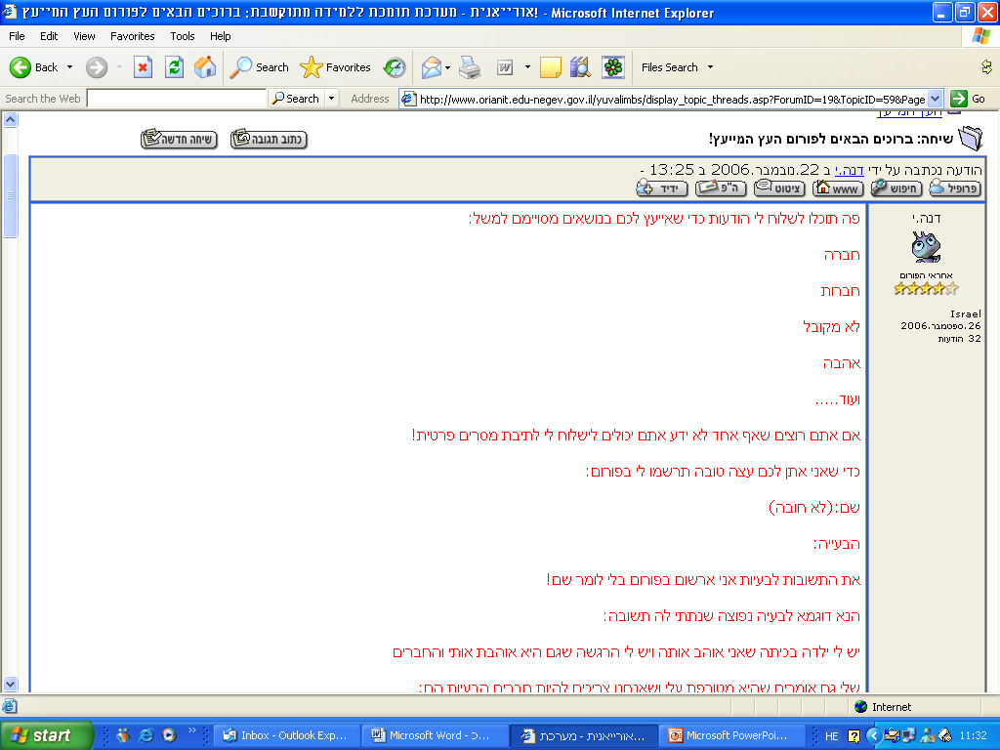 אורייאנית - מערכת תומכת ללמידה מתוקשבת: ברוכים הבאים לפורום העץ המייעץ! - Microsoft Internet Explorer
File Edit View Favorites Tools Help
Back Search Favorites Files Search
Search the Web Search Address http://www.orianit.edu-negev.gov.il/yuvalimbs/display_topic_threads.asp?ForumID=19&TopicID=59&Page Go
שיחה: ברוכים הבאים לפורום העץ המייעץ!
כתוב תגובה שיחה חדשה
הודעה נכתבה על ידי דנה.י ב 22.נובמבר.2006 ב 13:25 -
פרופיל חיפוש www ציטוט ה"פ ידיד
דנה.י
אחראי הפורום
Israel
26.ספטמבר.2006
32 הודעות
פה תוכלו לשלוח לי הודעות כדי שאייעץ לכם בנושאים מסויימים למשל:
חברה
חברות
לא מקובל
אהבה
ועוד.....
אם אתם רוצים שאף אחד לא ידע אתם יכולים לישלוח לי לתיבת מסרים פרטית!
כדי שאני אתן לכם עצה טובה תרשמו לי בפורום:
שם:(לא חובה)
הבעייה:
את התשובות לבעיות אני ארשום בפורום בלי לומר שם!
הנא דוגמא לבעיה נפוצה שנתתי לה תשובה:
יש לי ילדה בכיתה שאני אוהב אותה ויש לי הרגשה שגם היא אוהבת אותי והחברים
שלי גם אומרים שהיא מטורפת עלי ושאנחנו צריכים להיות חברים הבעיות הם:
Internet
start Inbox - Outlook Exp... Microsoft Word - כ... אורייאנית - מערכת... Microsoft PowerPoi... HE 11:32